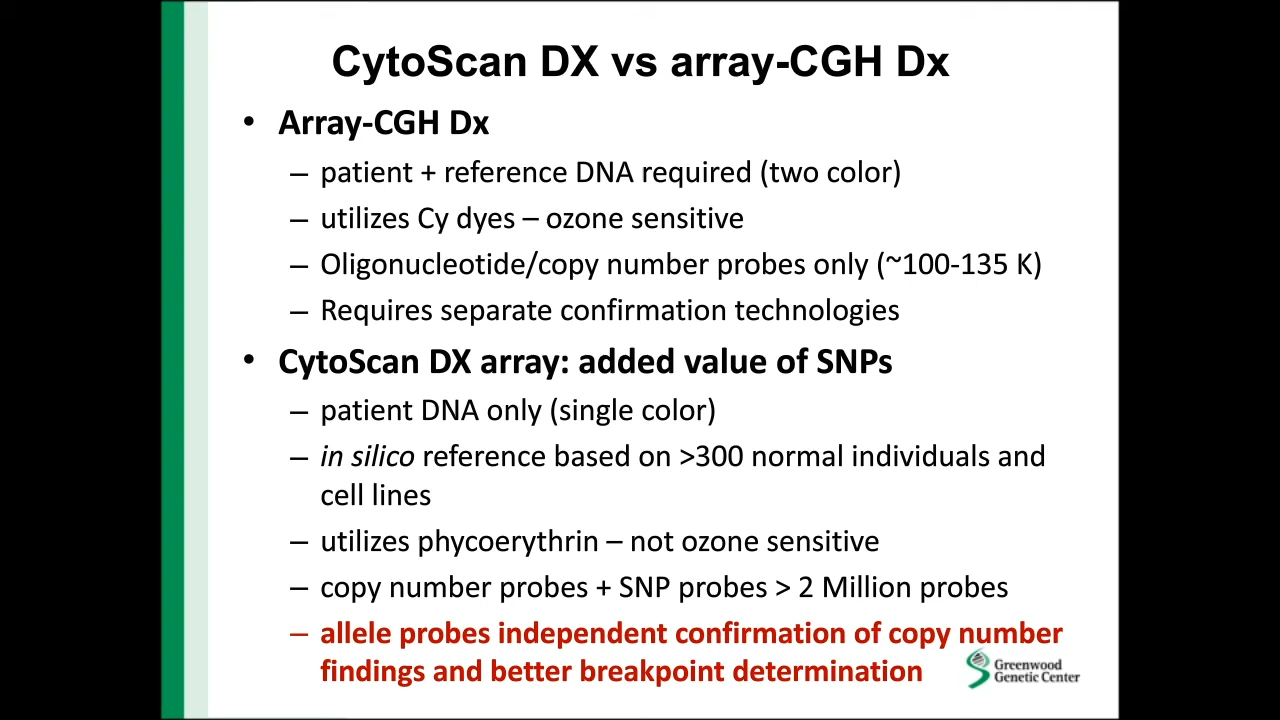 CytoScan DX vs array-CGH Dx
• Array-CGH Dx
– patient + reference DNA required (two color)
– utilizes Cy dyes – ozone sensitive
– Oligonucleotide/copy number probes only (~100-135 K)
– Requires separate confirmation technologies
• CytoScan DX array: added value of SNPs
– patient DNA only (single color)
– in silico reference based on >300 normal individuals and
cell lines
– utilizes phycoerythrin – not ozone sensitive
– copy number probes + SNP probes > 2 Million probes
– allele probes independent confirmation of copy number
findings and better breakpoint determination
Greenwood
Genetic Center